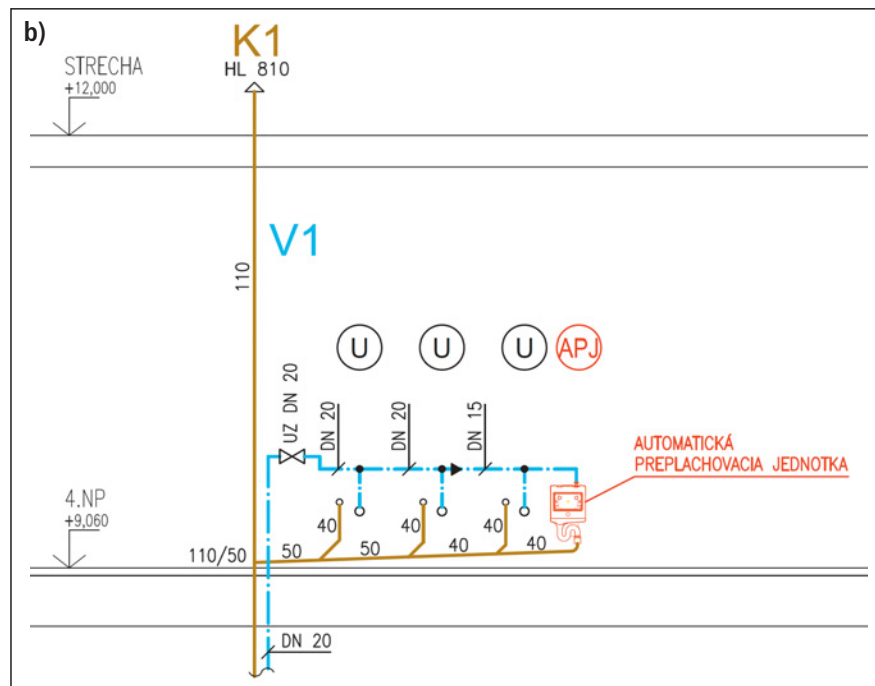 b)
K1
HL 810
STRECHA
+12,000
V1
110
U
U
U
APJ
UZ DN 20
DN 20
DN 20
DN 15
AUTOMATICKÁ
PREPLACHOVACIA JEDNOTKA
4.NP
+9,060
40
40
40
110/50
50
50
40
40
DN 20